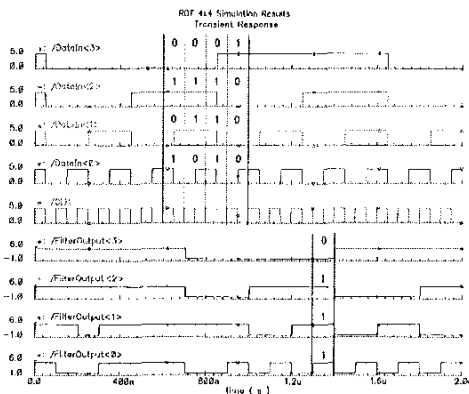 RDF 4x4 Simulation Results
Transient Response
0 0 0 1
5.0 /DataIn<3>
0.0
1 1 1 0
5.0 /DataIn<2>
0.0
0 1 1 0
5.0 /DataIn<1>
0.0
1 0 1 0
5.0 /DataIn<0>
0.0
5.0
0.0
0
6.0 /FilterOutput<3>
-1.0
1
6.0 /FilterOutput<2>
-1.0
1
6.0 /FilterOutput<1>
-1.0
1
6.0 /FilterOutput<0>
-1.0
0.0 400n 800n 1.2u 1.6u 2.0
time ( s )